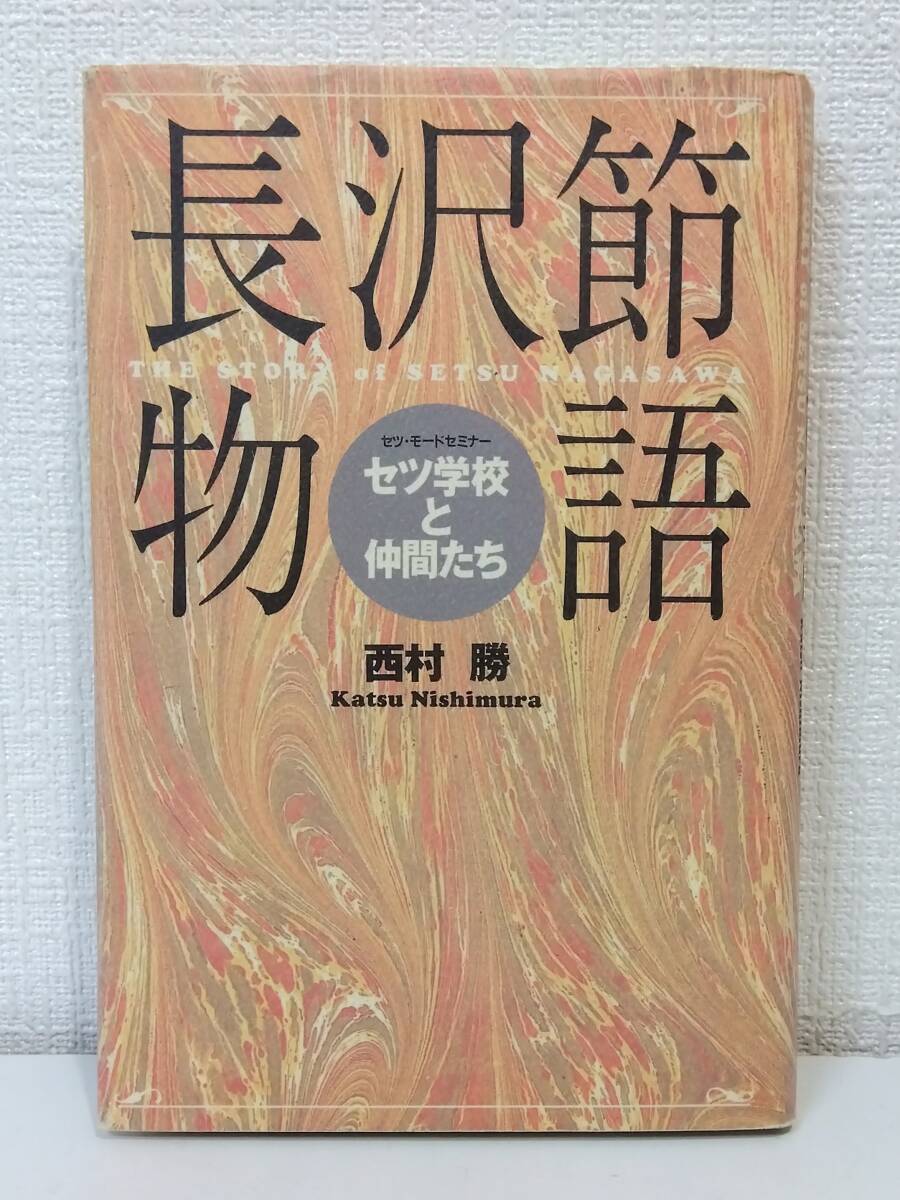 長沢節
THE STORY of SETSU NAGASAWA
物語
セツ・モードセミナー
セツ学校
と
仲間たち
西村 勝
Katsu Nishimura